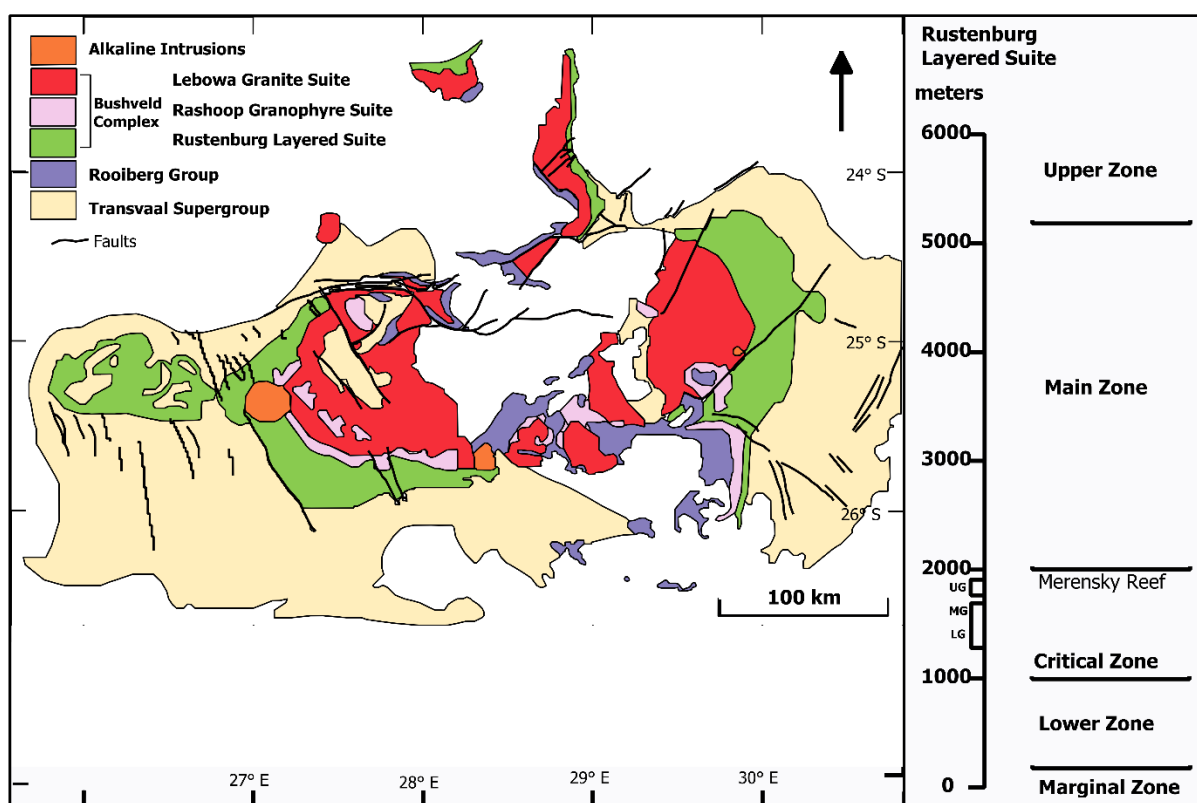 Alkaline Intrusions
Lebowa Granite Suite
Bushveld
Complex
Rashoop Granophyre Suite
Rustenburg Layered Suite
Rooiberg Group
Transvaal Supergroup
Faults
24° S
25° S
26° S
100 km
27° E
28° E
29° E
30° E
Rustenburg
Layered Suite
meters
6000
Upper Zone
5000
4000
Main Zone
3000
2000
Merensky Reef
UG
MG
LG
Critical Zone
1000
Lower Zone
0
Marginal Zone